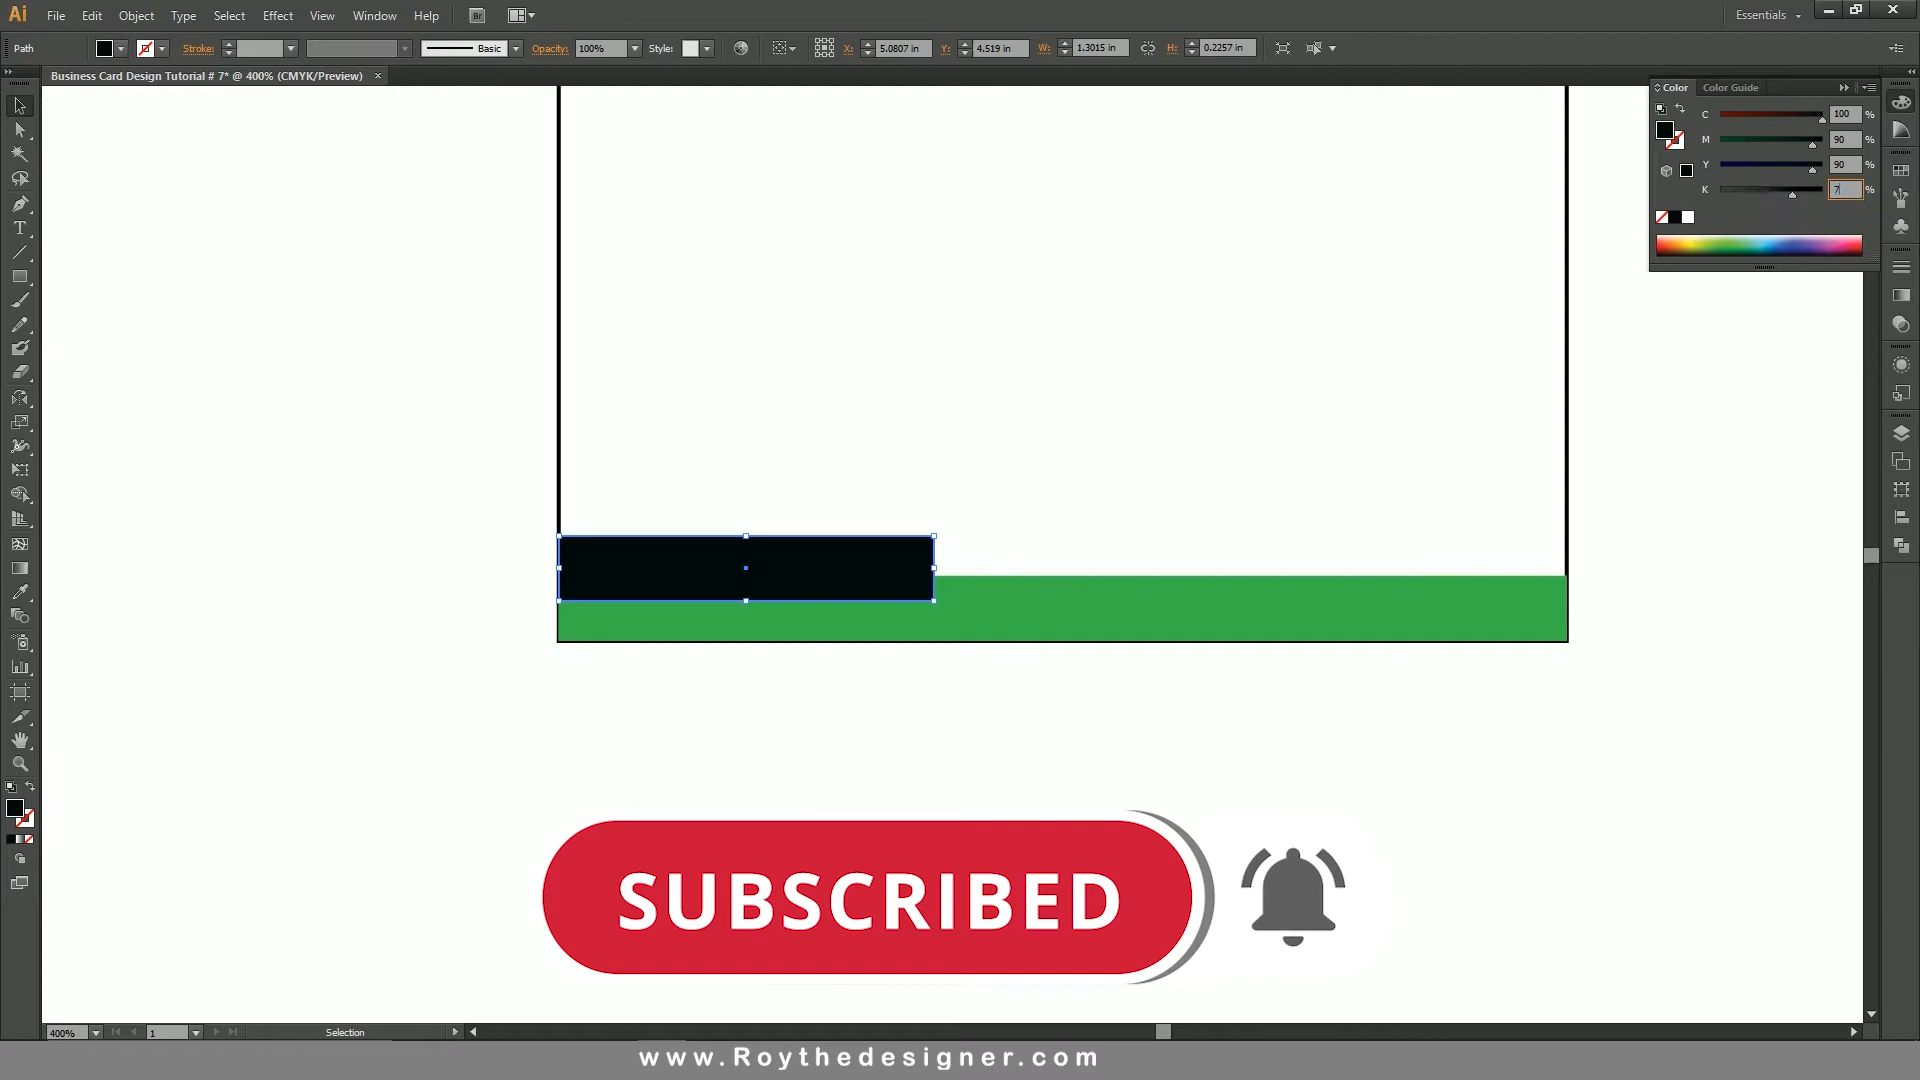 Ai File Edit Object Type Select Effect View Window Help Br Essentials
Path Stroke: Basic Opacity: 100% Style: X: 5.0807 in Y: 4.519 in W: 1.3015 in H: 0.2257 in
Business Card Design Tutorial # 7* @ 400% (CMYK/Preview) ×
Color Color Guide
C 100 %
M 90 %
Y 90 %
K 7 %
SUBSCRIBED
400% 1 Selection
www.Roythedesigner.com